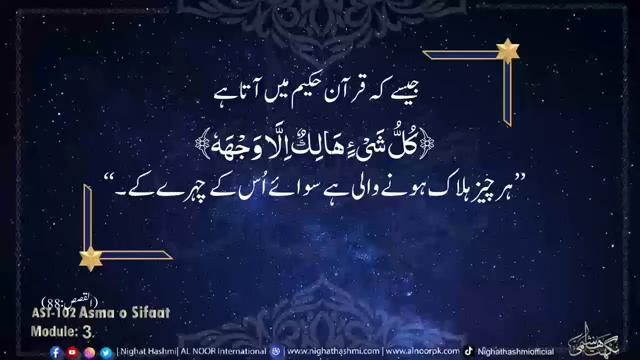 جیسے کہ قرآن حکیم میں آتا ہے
﴿كُلُّ شَيْءٍ هَالِكٌ اِلَّا وَجْهَهٗ﴾
’’ہر چیز ہلاک ہونے والی ہے سوائے اُس کے چہرے کے۔‘‘
(القصص:88)
AST-102 Asma o Sifaat
Module: 3
| Nighat Hashmi| AL NOOR International www.nighathashmi.com | www.alnoorpk.com Nighathashmiofficial